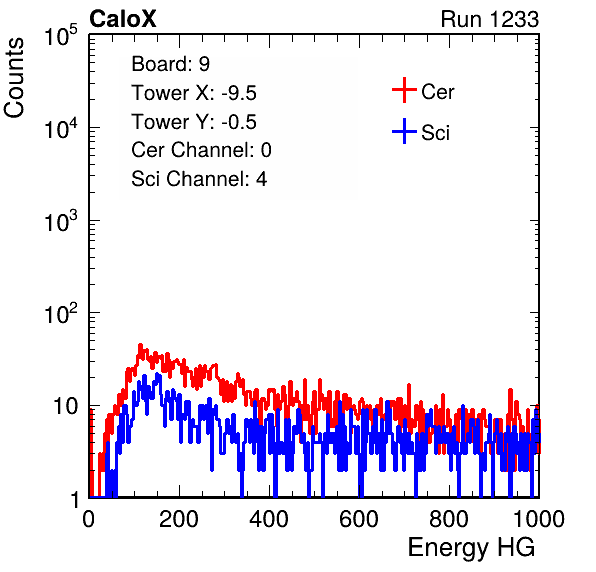 CaloX Run 1233
Counts
10^5
10^4
10^3
10^2
10
1
Board: 9
Tower X: -9.5
Tower Y: -0.5
Cer Channel: 0
Sci Channel: 4
Cer
Sci
0 200 400 600 800 1000
Energy HG